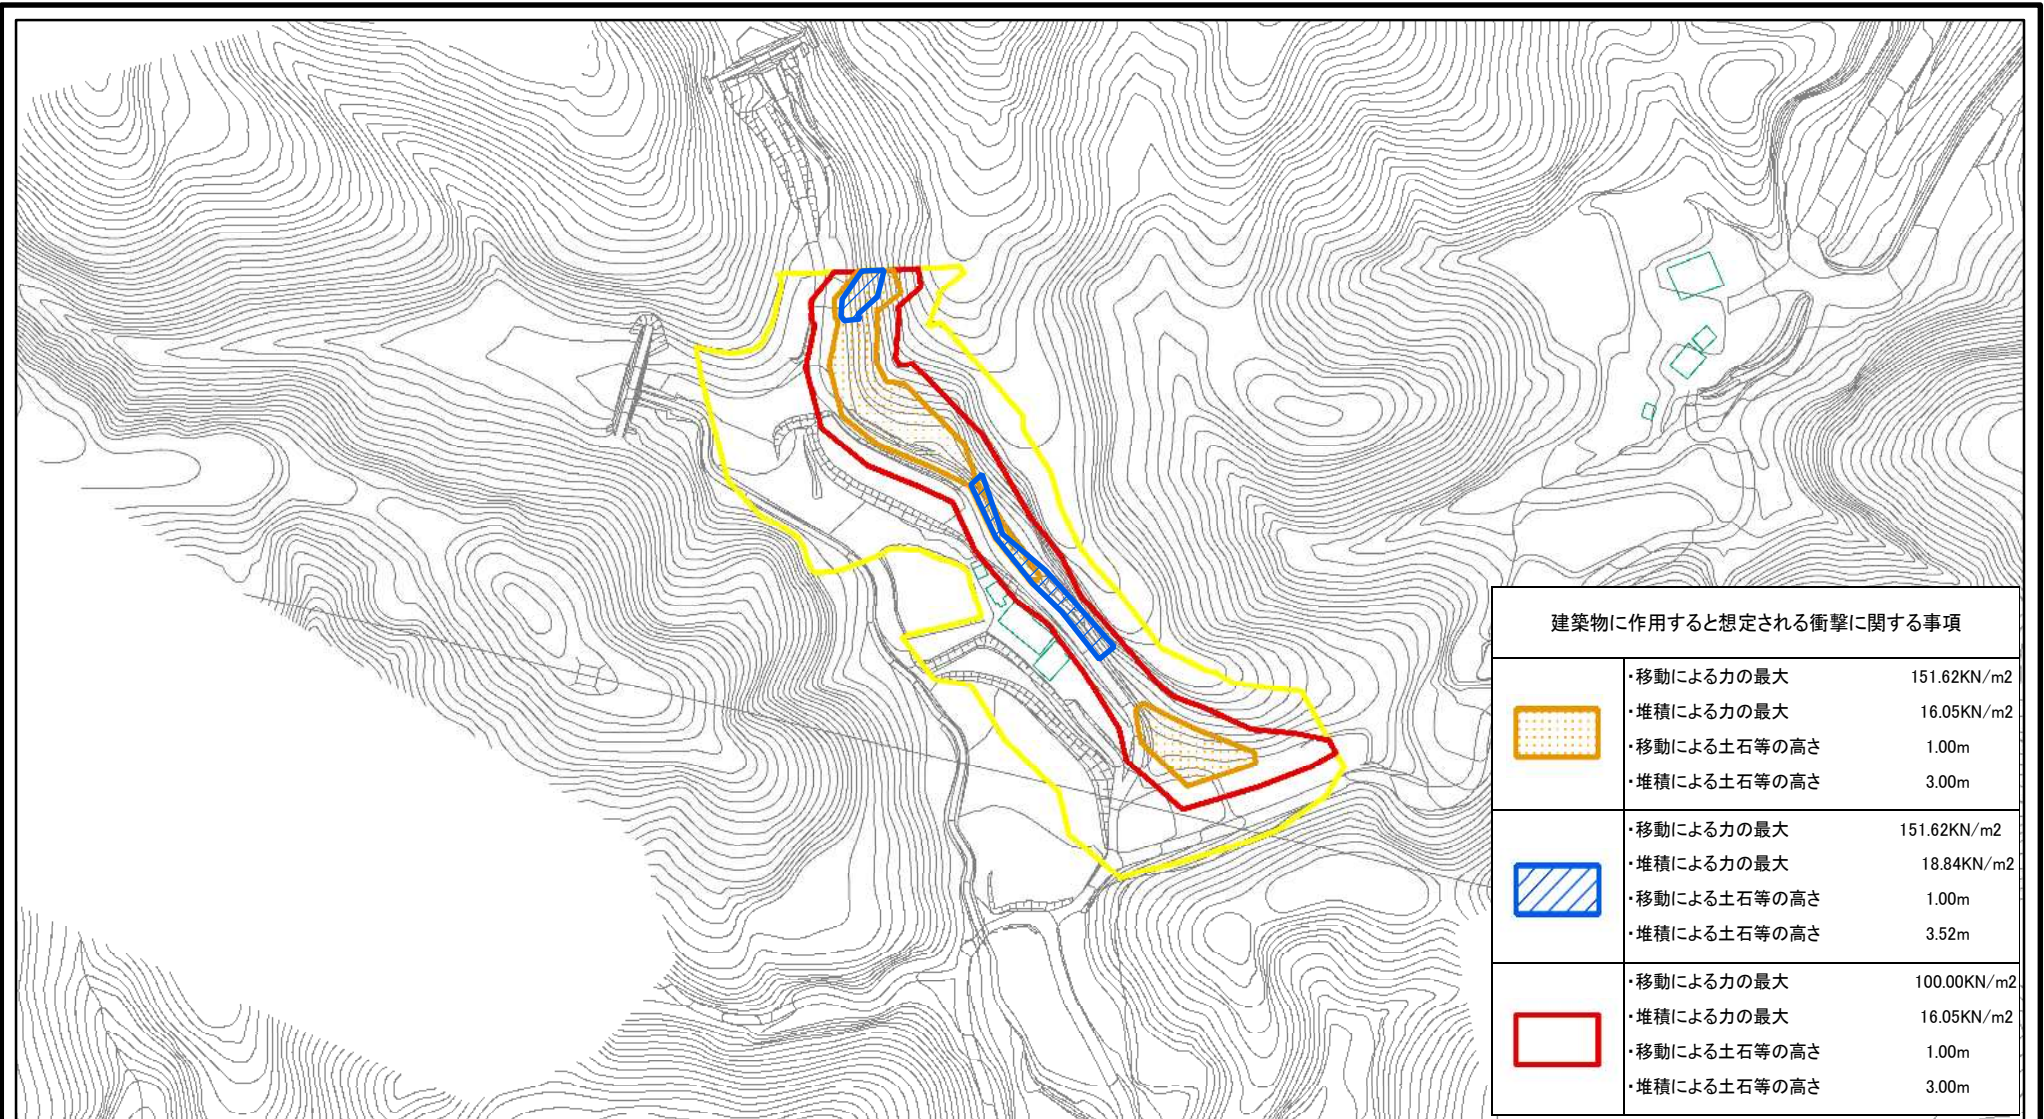 建築物に作用すると想定される衝撃に関する事項
・移動による力の最大 151.62KN/m2
・堆積による力の最大 16.05KN/m2
・移動による土石等の高さ 1.00m
・堆積による土石等の高さ 3.00m
・移動による力の最大 151.62KN/m2
・堆積による力の最大 18.84KN/m2
・移動による土石等の高さ 1.00m
・堆積による土石等の高さ 3.52m
・移動による力の最大 100.00KN/m2
・堆積による力の最大 16.05KN/m2
・移動による土石等の高さ 1.00m
・堆積による土石等の高さ 3.00m